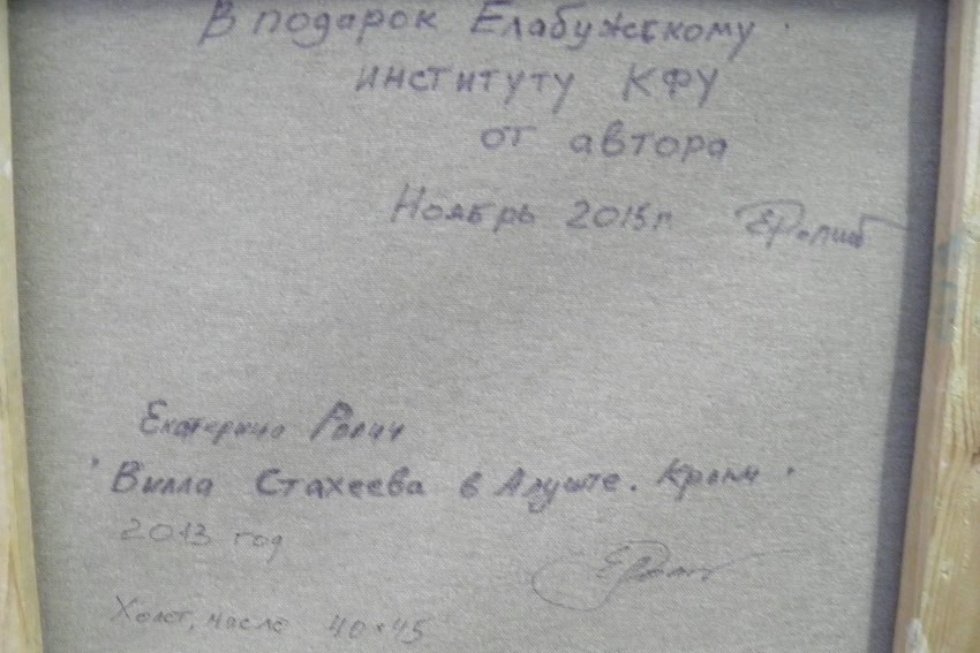 В подарок Елабужскому
институту КФУ
от автора
Ноябрь 2015г
Екатерина Ролич
"Вилла Стахеева в Алуште. Крым"
2013 год
Холст, масло 40×45